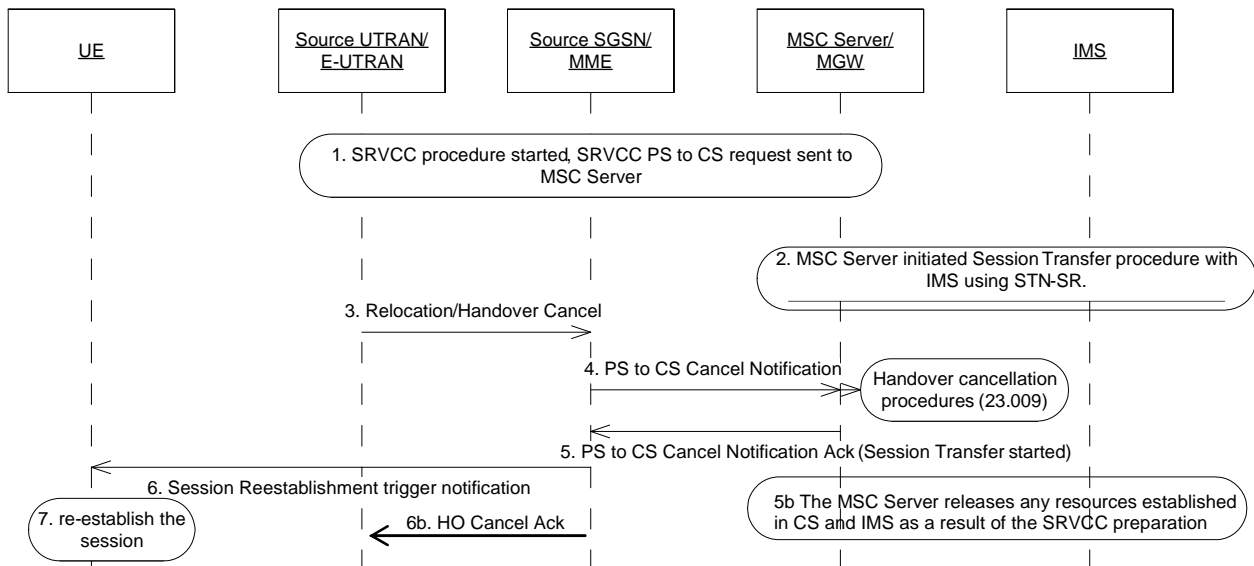 UE
Source UTRAN/
E-UTRAN
Source SGSN/
MME
MSC Server/
MGW
IMS
1. SRVCC procedure started, SRVCC PS to CS request sent to
MSC Server
2. MSC Server initiated Session Transfer procedure with
IMS using STN-SR.
3. Relocation/Handover Cancel
4. PS to CS Cancel Notification
Handover cancellation
procedures (23.009)
5. PS to CS Cancel Notification Ack (Session Transfer started)
6. Session Reestablishment trigger notification
5b The MSC Server releases any resources established
in CS and IMS as a result of the SRVCC preparation
7. re-establish the
session
6b. HO Cancel Ack